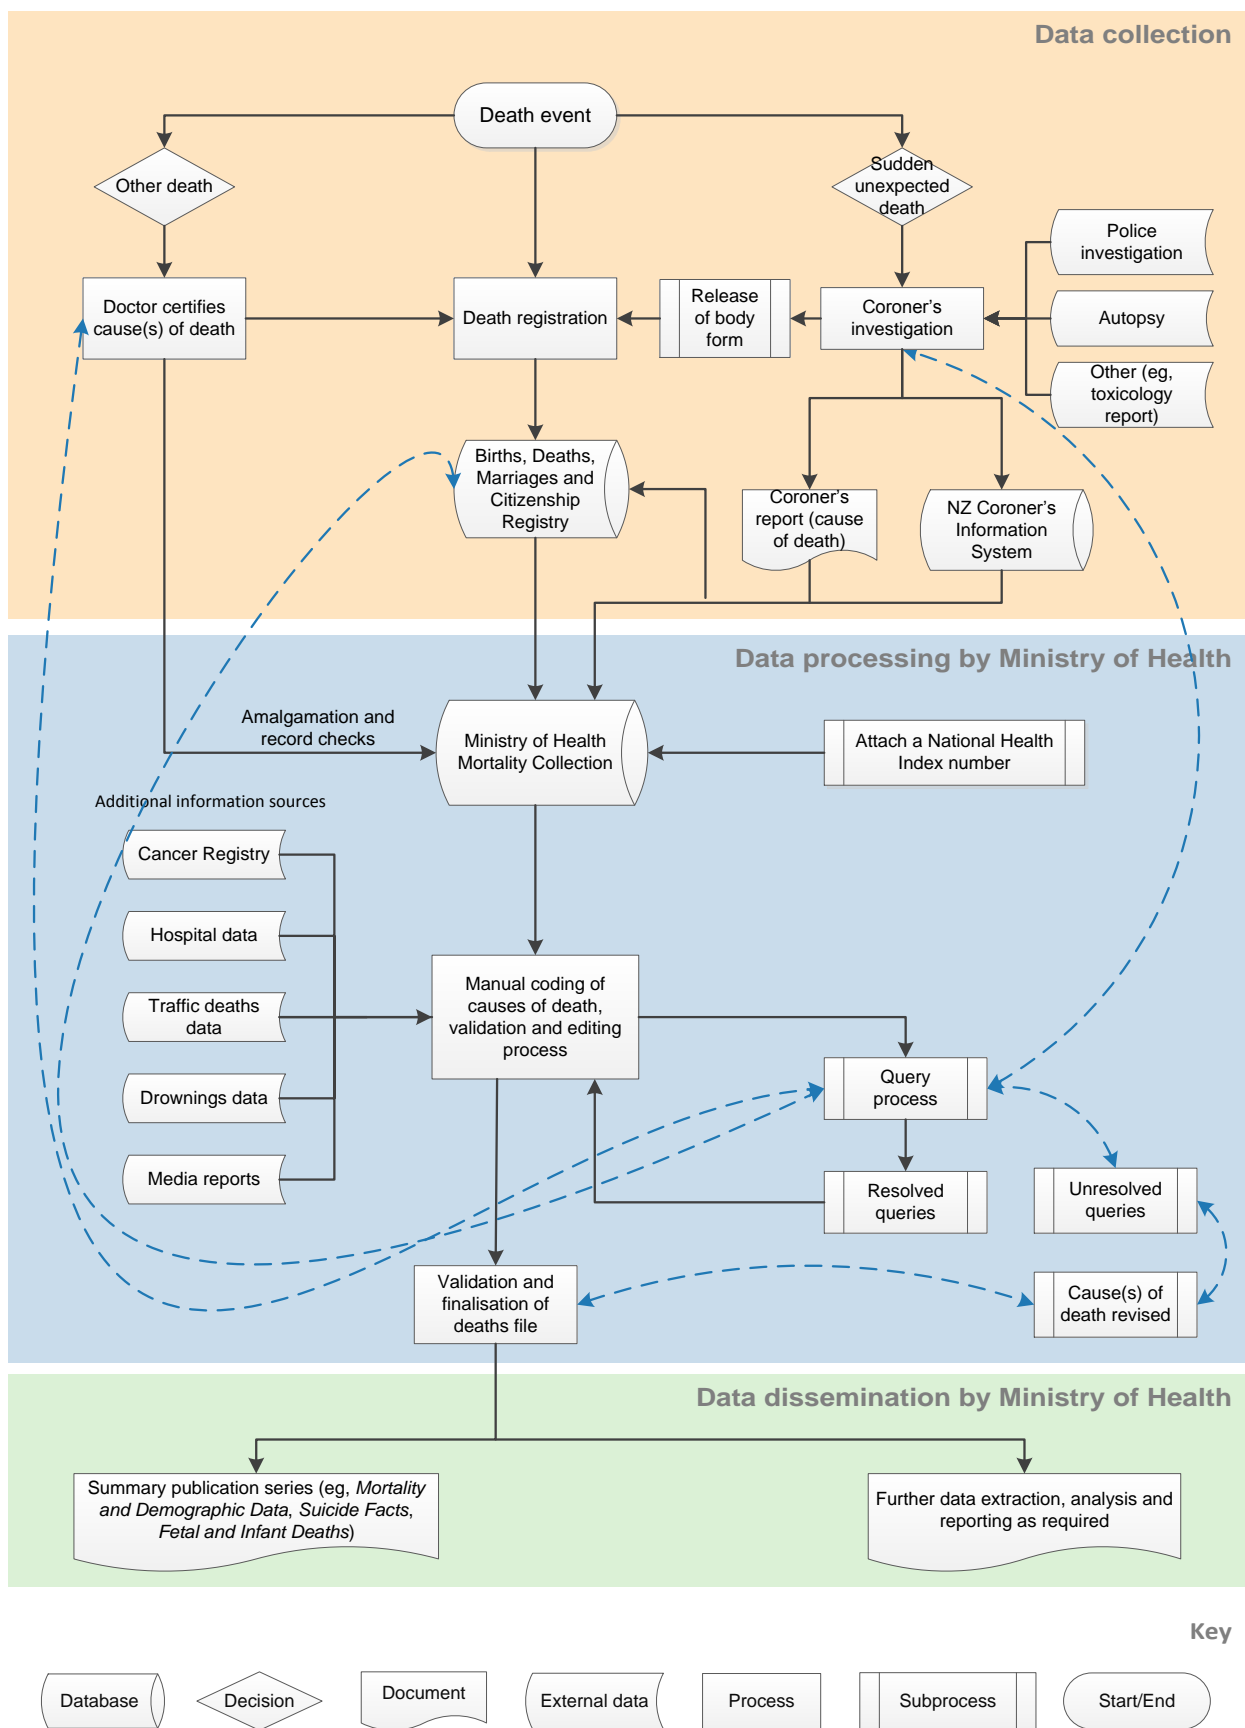 Data collection
Death event
Other death
Sudden
unexpected
death
Police
investigation
Doctor certifies
cause(s) of death
Death registration
Release
of body
form
Coroner's
investigation
Autopsy
Other (eg,
toxicology
report)
Births, Deaths,
Marriages and
Citizenship
Registry
Coroner's
report (cause
of death)
NZ Coroner's
Information
System
Data processing by Ministry of Health
Amalgamation and
record checks
Ministry of Health
Mortality Collection
Attach a National Health
Index number
Additional information sources
Cancer Registry
Hospital data
Traffic deaths
data
Drownings data
Media reports
Manual coding of
causes of death,
validation and editing
process
Query
process
Resolved
queries
Unresolved
queries
Validation and
finalisation of
deaths file
Cause(s) of
death revised
Data dissemination by Ministry of Health
Summary publication series (eg, Mortality
and Demographic Data, Suicide Facts,
Fetal and Infant Deaths)
Further data extraction, analysis and
reporting as required
Key
Database
Decision
Document
External data
Process
Subprocess
Start/End